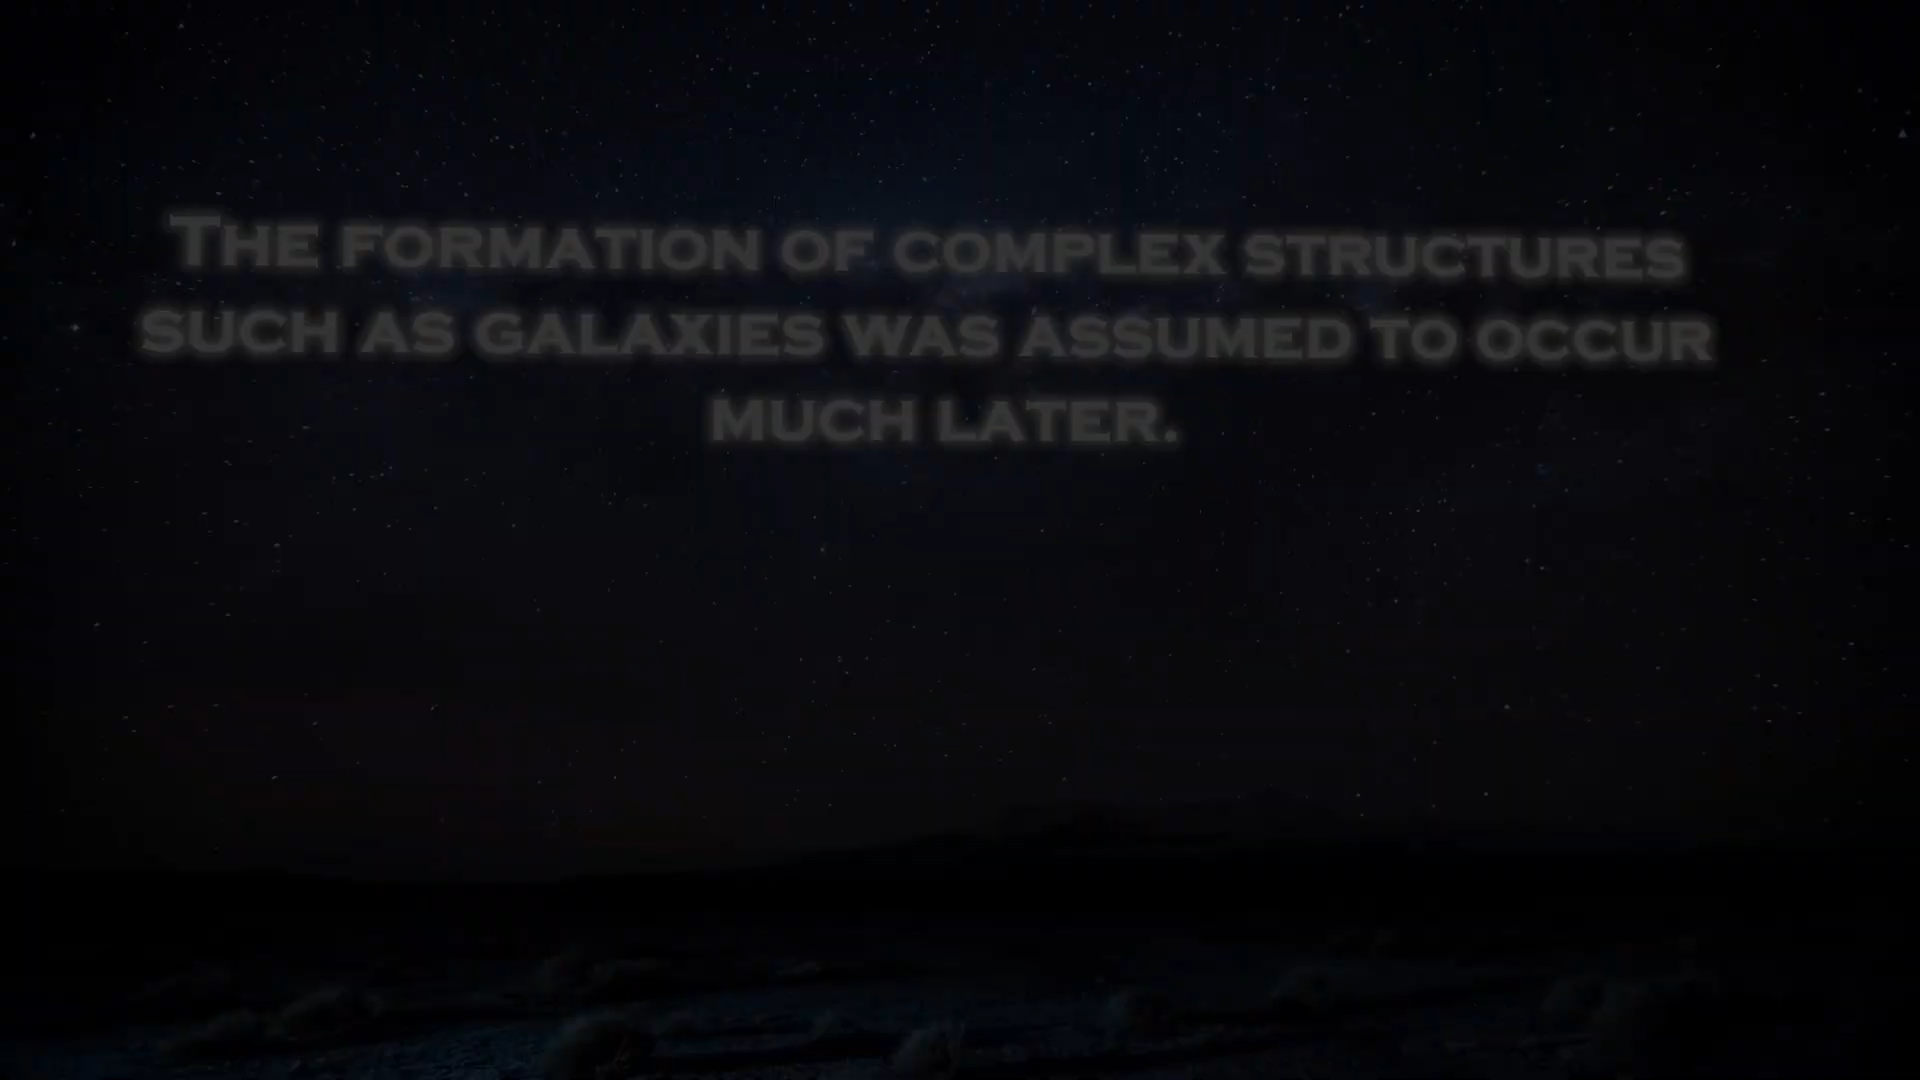 The formation of complex structures
such as galaxies was assumed to occur
much later.